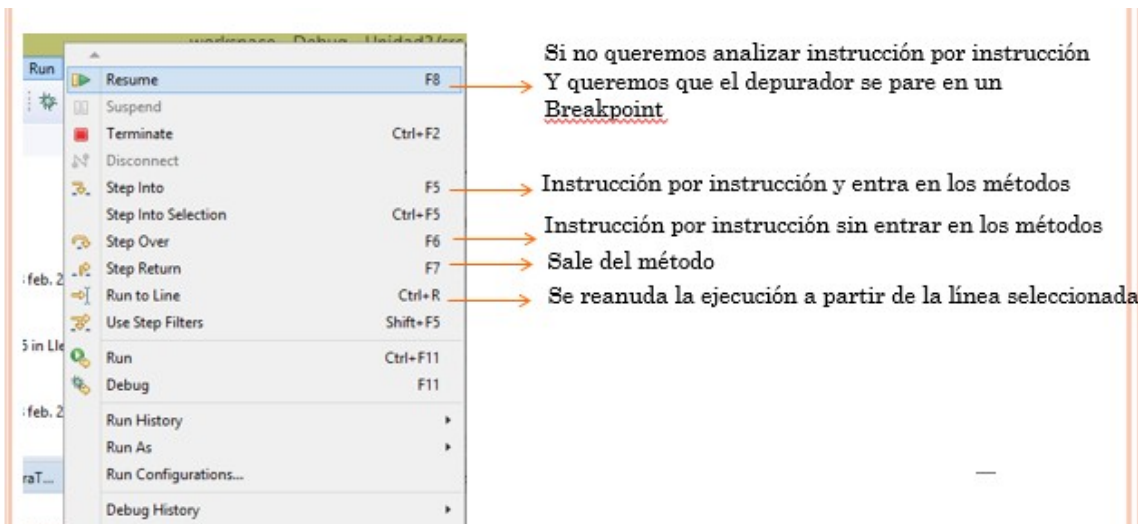 workspace - Debug - Unidad2/src
Run
Resume F8
Si no queremos analizar instrucción por instrucción
Y queremos que el depurador se pare en un
Breakpoint
Suspend
Terminate Ctrl+F2
Disconnect
Step Into F5
Instrucción por instrucción y entra en los métodos
Step Into Selection Ctrl+F5
Step Over F6
Instrucción por instrucción sin entrar en los métodos
Step Return F7
Sale del método
feb. 2
Run to Line Ctrl+R
Se reanuda la ejecución a partir de la línea seleccionada
Use Step Filters Shift+F5
in Lle
Run Ctrl+F11
Debug F11
feb. 2
Run History
Run As
Run Configurations...
raT...
Debug History